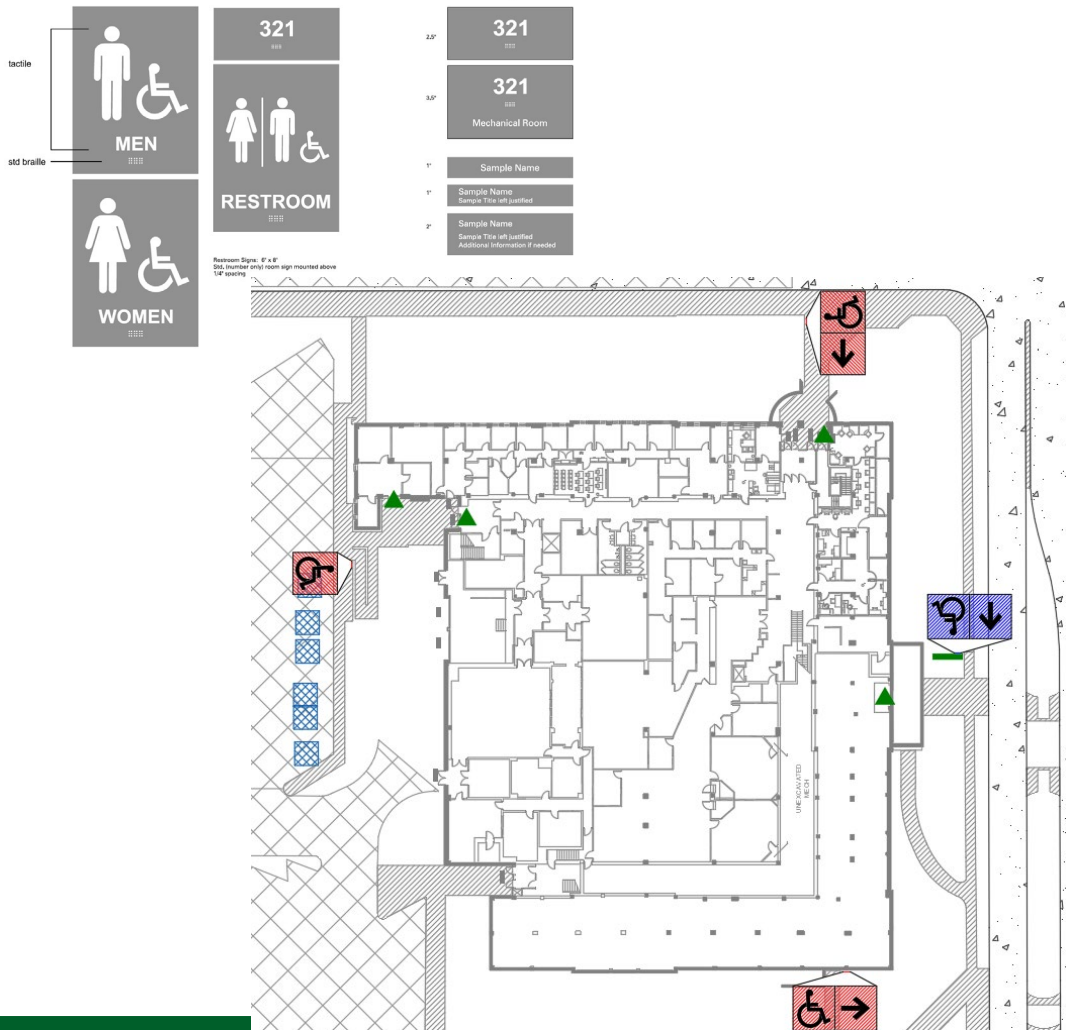 tactile
MEN
std braille
WOMEN
321
RESTROOM
Restroom Signs: 6" x 8"
Std. (number only) room sign mounted above
1/4" spacing
2.5"
321
3.5"
321
Mechanical Room
1"
Sample Name
1"
Sample Name
Sample Title left justified
2"
Sample Name
Sample Title left justified
Additional Information if needed
UNEXCAVATED
MECH